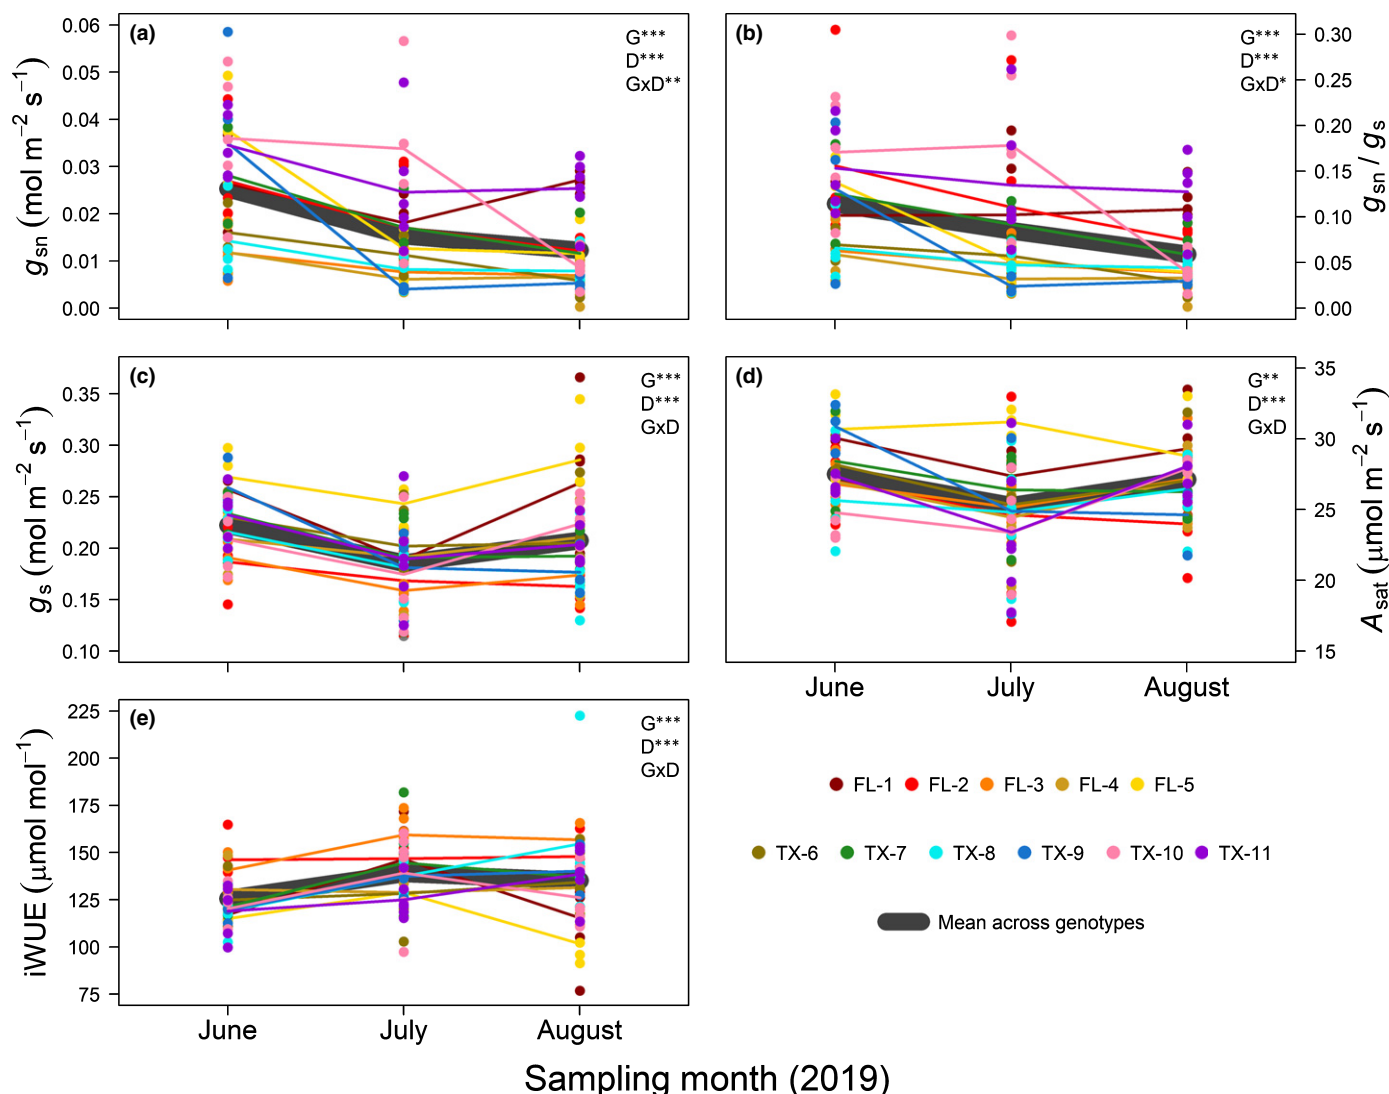 (a)
G***
D***
GxD**
0.06
0.05
0.04
0.03
0.02
0.01
0.00
gsn (mol m−2 s−1)
(b)
G***
D***
GxD*
0.30
0.25
0.20
0.15
0.10
0.05
0.00
gsn / gs
(c)
G***
D***
GxD
0.35
0.30
0.25
0.20
0.15
0.10
gs (mol m−2 s−1)
(d)
G**
D***
GxD
35
30
25
20
15
Asat (μmol m−2 s−1)
June July August
(e)
G***
D***
GxD
225
200
175
150
125
100
75
iWUE (μmol mol−1)
June July August
FL-1 FL-2 FL-3 FL-4 FL-5
TX-6 TX-7 TX-8 TX-9 TX-10 TX-11
Mean across genotypes
Sampling month (2019)